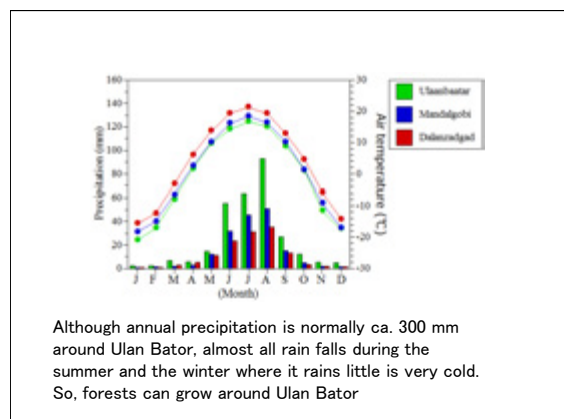 160
140
120
100
80
60
40
20
0
30
20
10
0
-10
-20
-30
Precipitation (mm)
Air temperature (℃)
J F M A M J J A S O N D
(Month)
Ulaanbaatar
Mandalgobi
Dalanzadgad
Although annual precipitation is normally ca. 300 mm
around Ulan Bator, almost all rain falls during the
summer and the winter where it rains little is very cold.
So, forests can grow around Ulan Bator